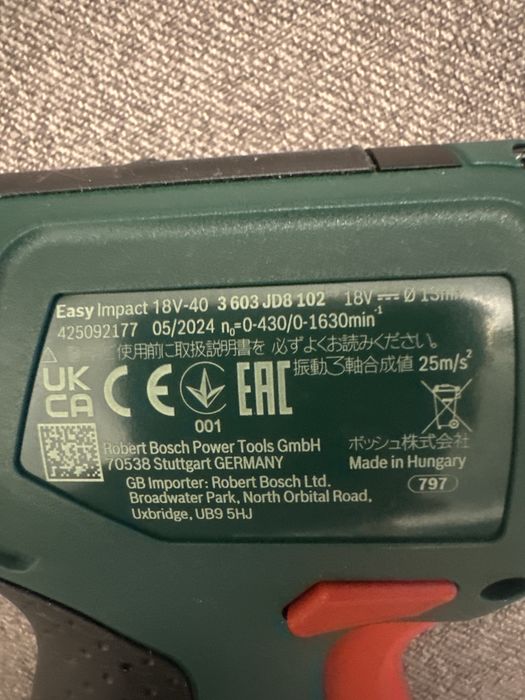 EasyImpact 18V-40 3 603 JD8 102 18V ⎓ Ø 13mm
425092177 05/2024 n₀=0-430/0-1630min⁻¹
使用前に取扱説明書を 必ずよくお読みください。
振動3軸合成値 25m/s²
UK
CA
CE
EAC
001
Robert Bosch Power Tools GmbH
70538 Stuttgart GERMANY
ボッシュ株式会社
Made in Hungary
797
GB Importer: Robert Bosch Ltd.
Broadwater Park, North Orbital Road,
Uxbridge, UB9 5HJ